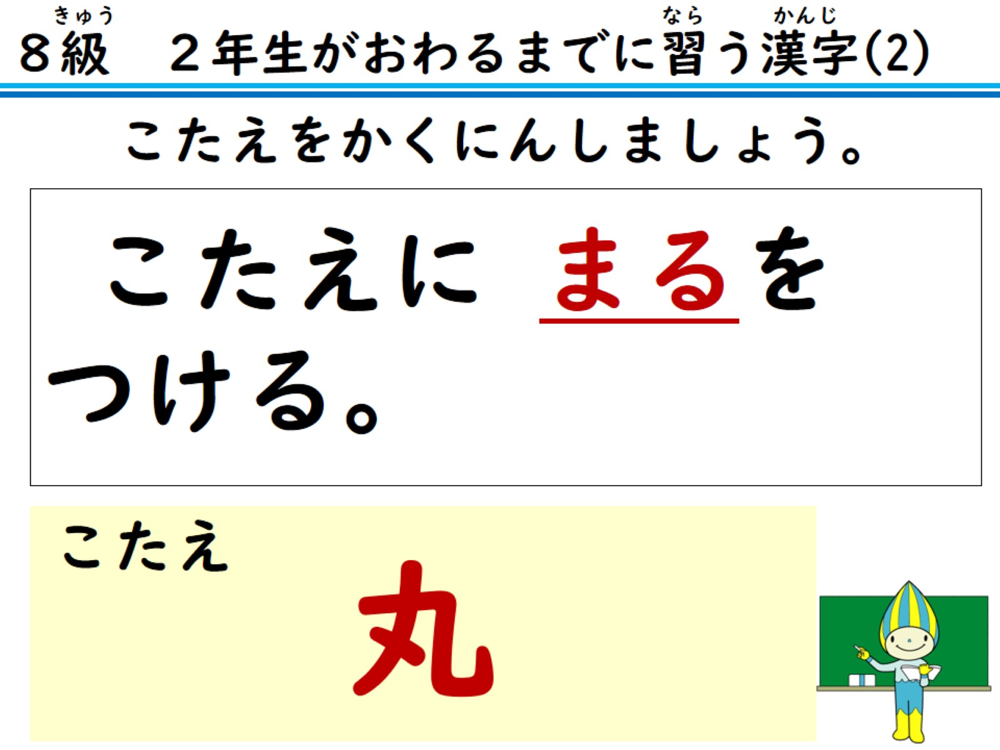 きゅう なら かんじ
８級 ２年生がおわるまでに習う漢字(2)
こたえをかくにんしましょう。
こたえに まるを
つける。
こたえ
丸